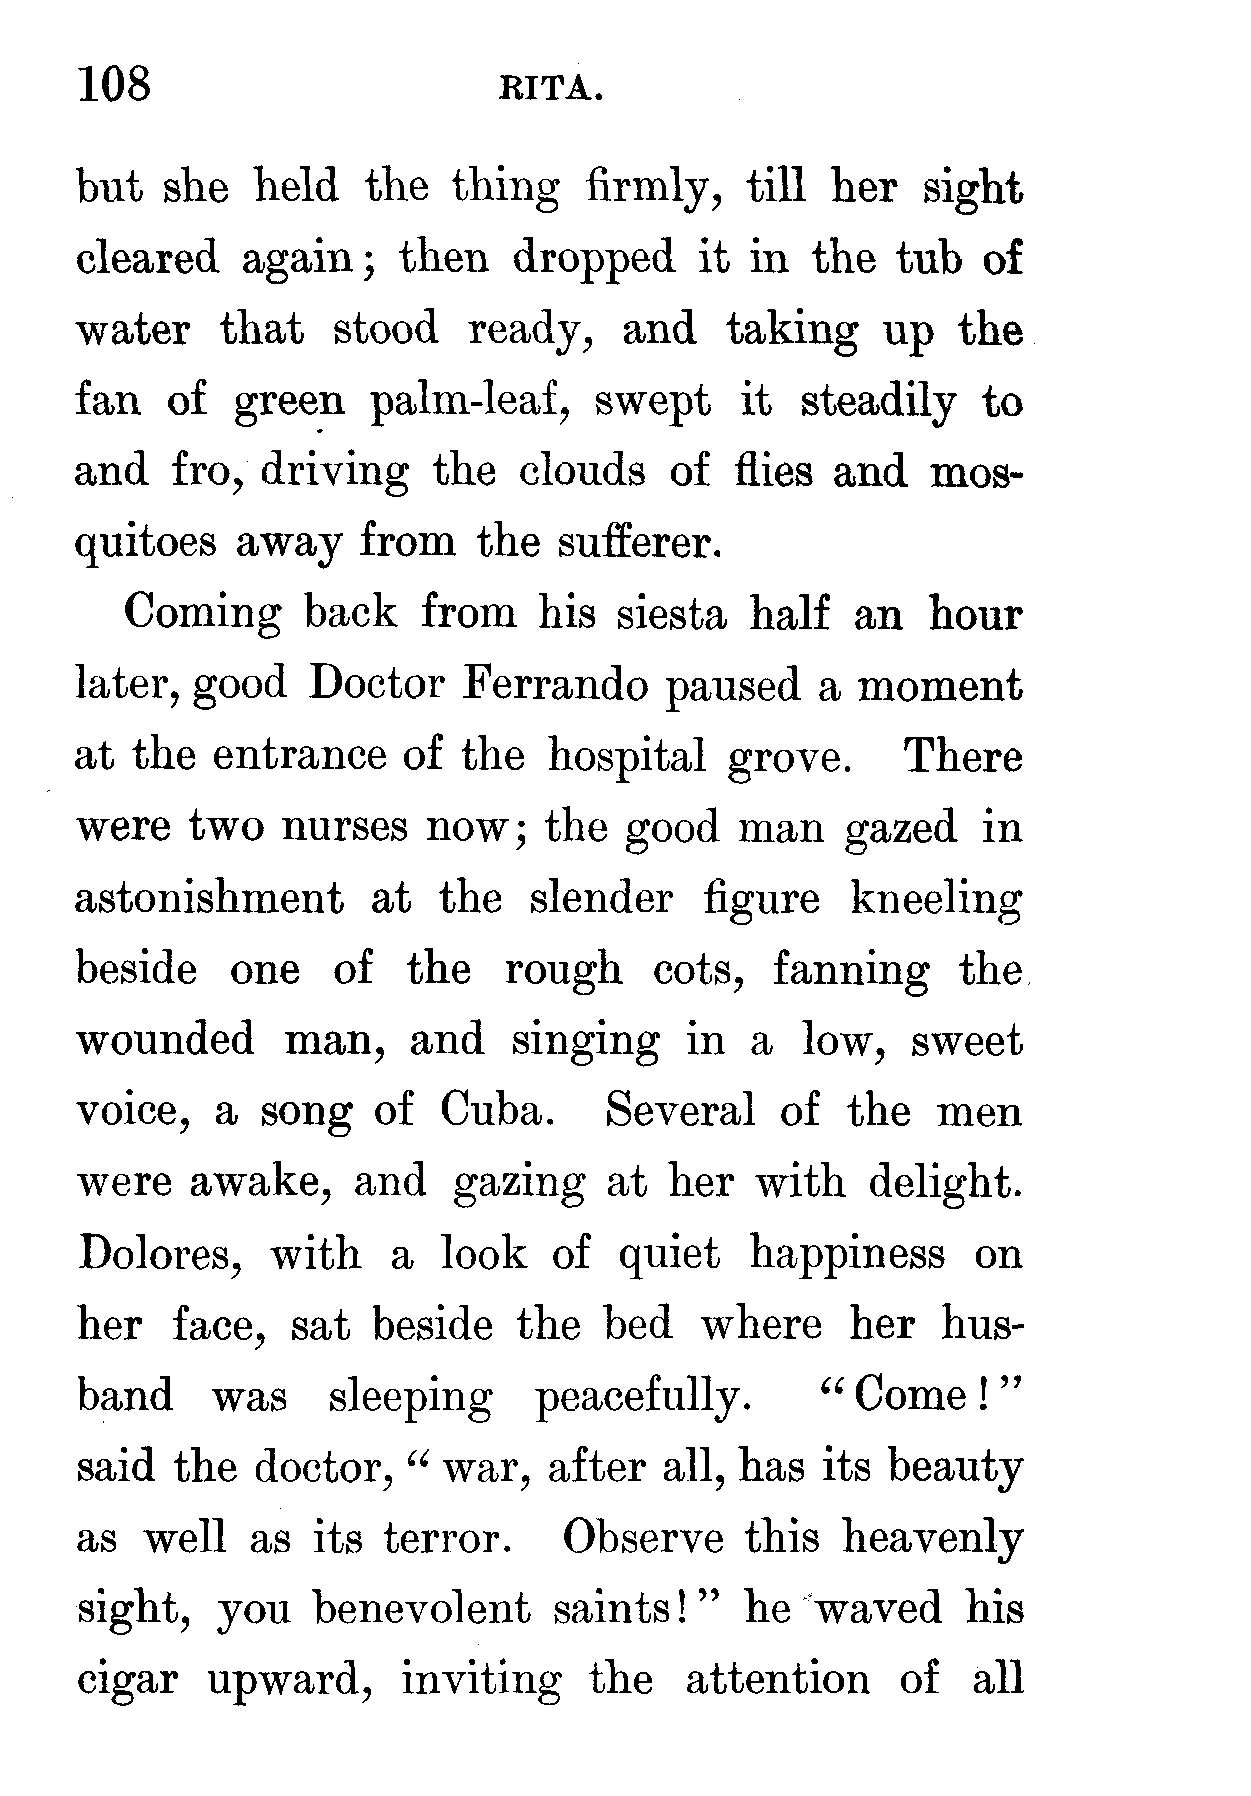 108 RITA.
but she held the thing firmly, till her sight
cleared again; then dropped it in the tub of
water that stood ready, and taking up the
fan of green palm-leaf, swept it steadily to
and fro, driving the clouds of flies and mos-
quitoes away from the sufferer.
Coming back from his siesta half an hour
later, good Doctor Ferrando paused a moment
at the entrance of the hospital grove. There
were two nurses now; the good man gazed in
astonishment at the slender figure kneeling
beside one of the rough cots, fanning the
wounded man, and singing in a low, sweet
voice, a song of Cuba. Several of the men
were awake, and gazing at her with delight.
Dolores, with a look of quiet happiness on
her face, sat beside the bed where her hus-
band was sleeping peacefully. “Come!”
said the doctor, “war, after all, has its beauty
as well as its terror. Observe this heavenly
sight, you benevolent saints!” he waved his
cigar upward, inviting the attention of all